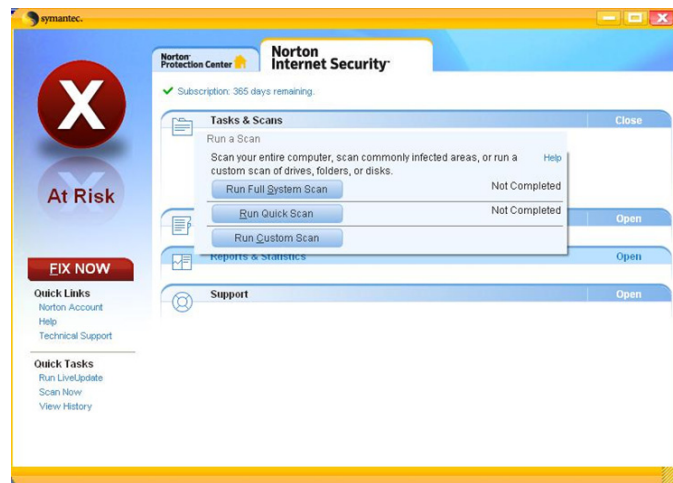 symantec.
Norton
Protection Center
Norton
Internet Security
Subscription: 365 days remaining.
X
At Risk
FIX NOW
Quick Links
Norton Account
Help
Technical Support
Quick Tasks
Run LiveUpdate
Scan Now
View History
Tasks & Scans Close
Run a Scan
Scan your entire computer, scan commonly infected areas, or run a Help
custom scan of drives, folders, or disks.
Run Full System Scan Not Completed
Run Quick Scan Not Completed
Run Custom Scan
Open
Reports & Statistics Open
Support Open